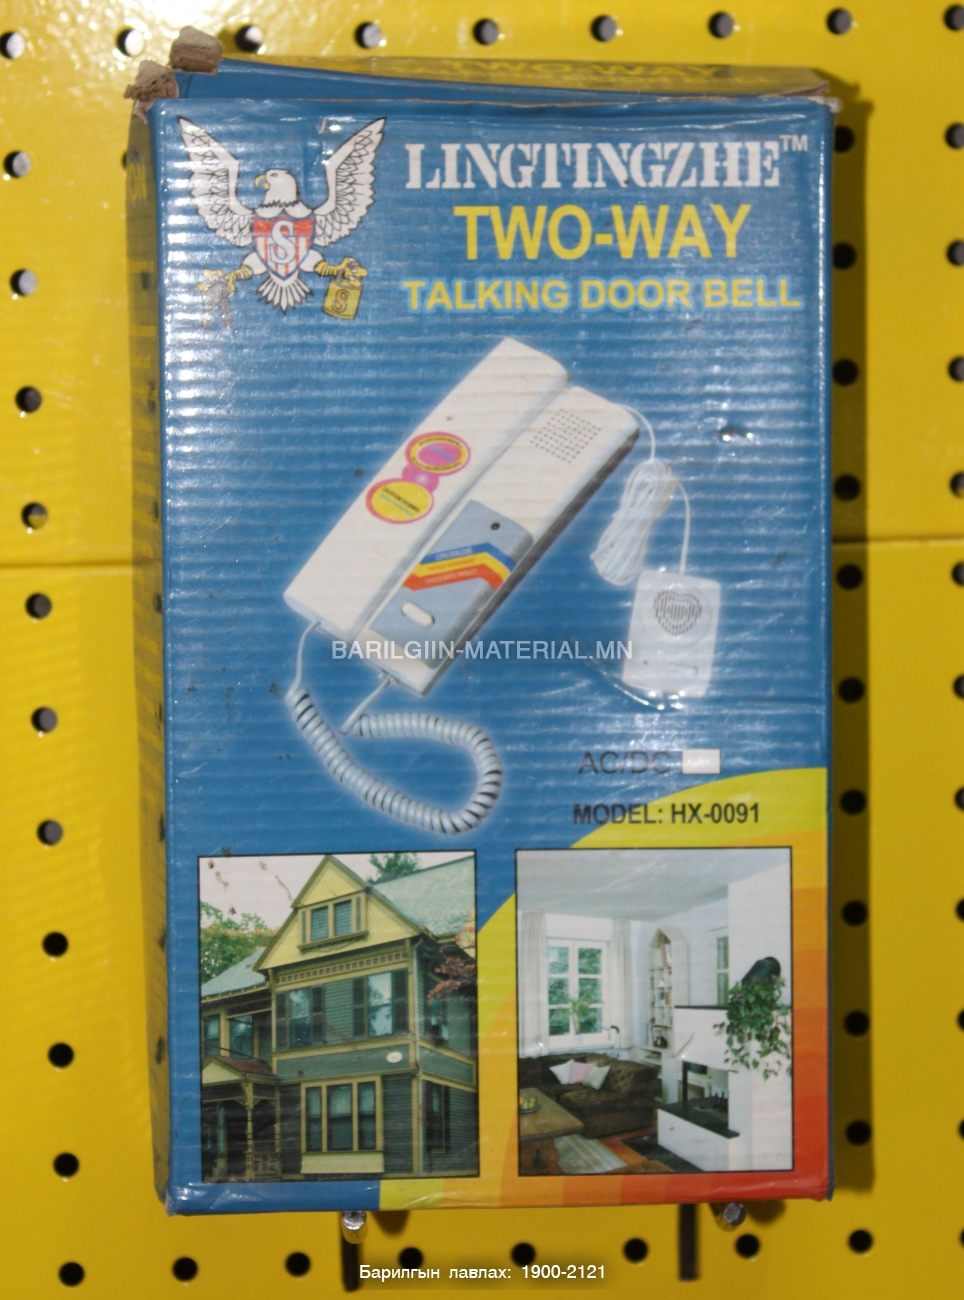 LINGTINGZHE™
TWO-WAY
TALKING DOOR BELL
S
S
BARILGIIN-MATERIAL.MN
AC/DC
MODEL: HX-0091
Барилгын лавлах: 1900-2121